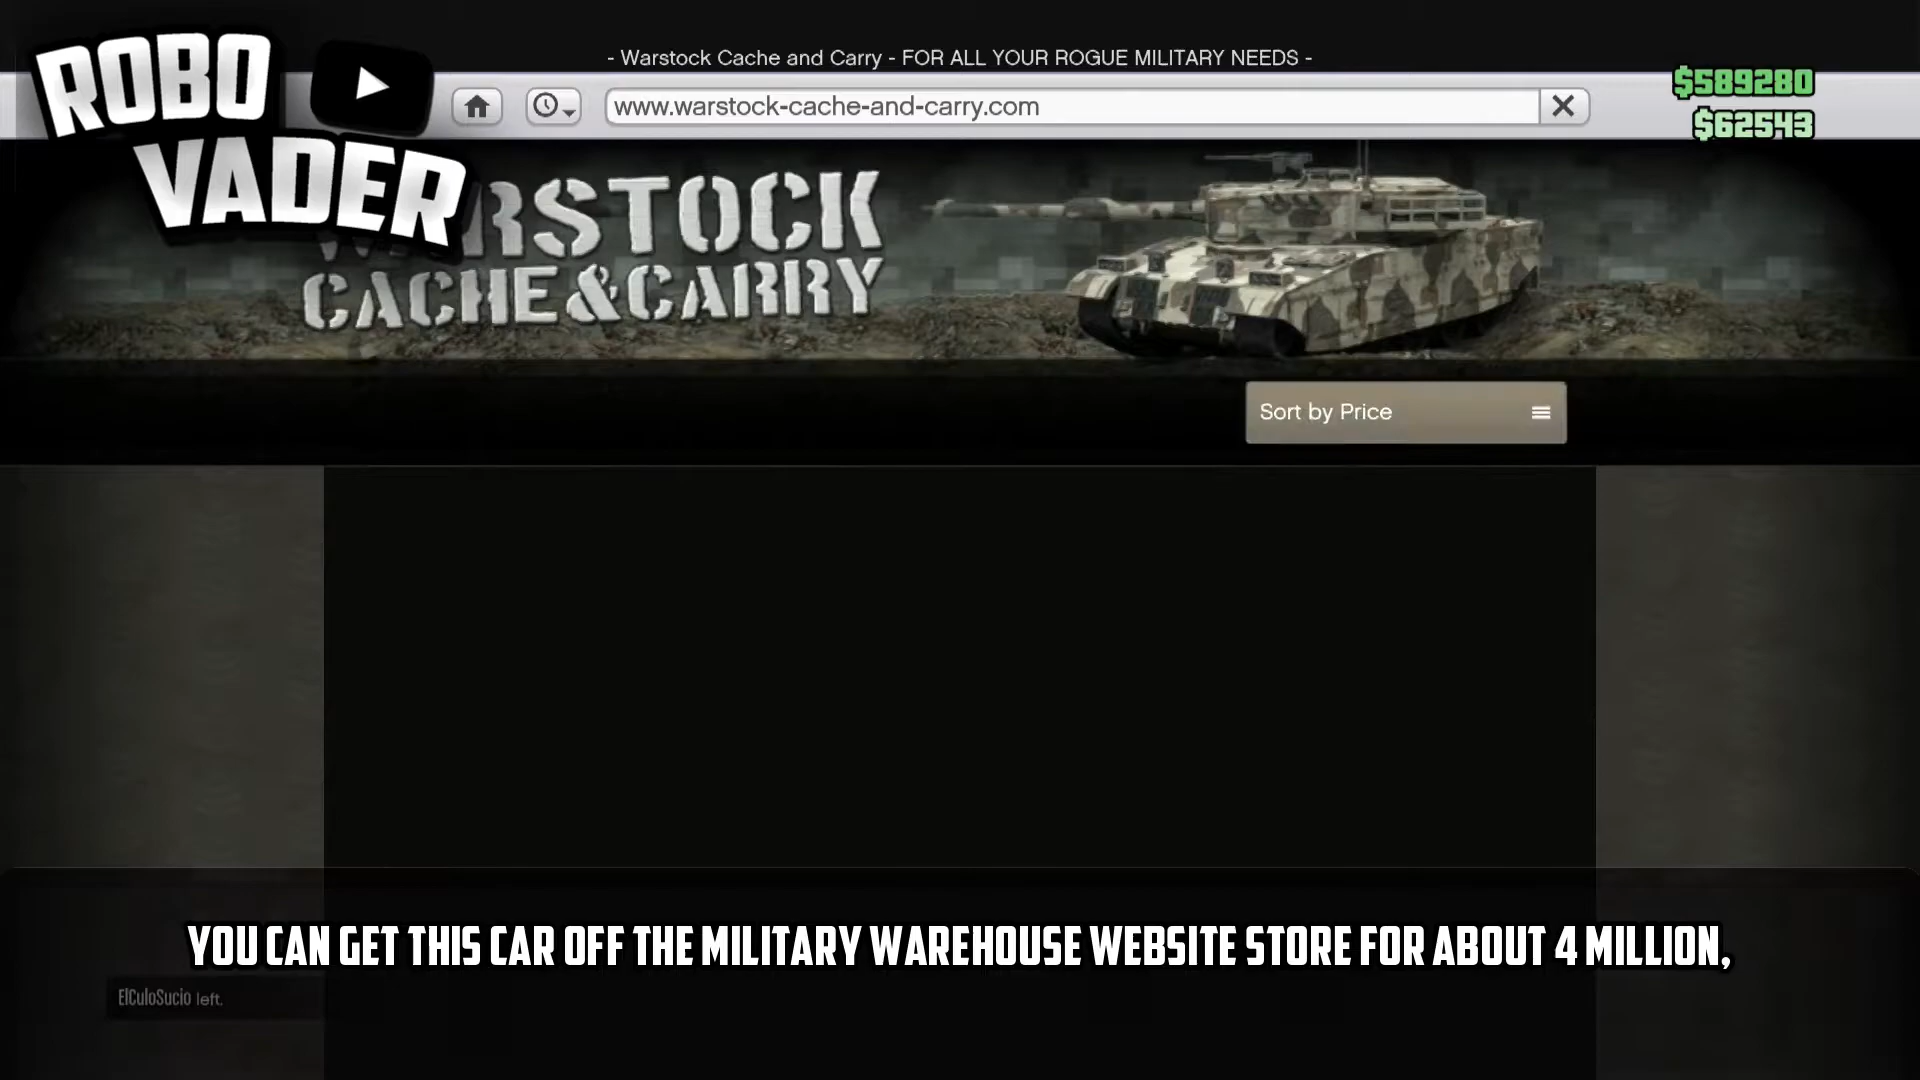 ROBO
VADER
- Warstock Cache and Carry - FOR ALL YOUR ROGUE MILITARY NEEDS -
www.warstock-cache-and-carry.com
$589280
$62543
WARSTOCK
CACHE&CARRY
Sort by Price
YOU CAN GET THIS CAR OFF THE MILITARY WAREHOUSE WEBSITE STORE FOR ABOUT 4 MILLION,
ElCuloSucio left.